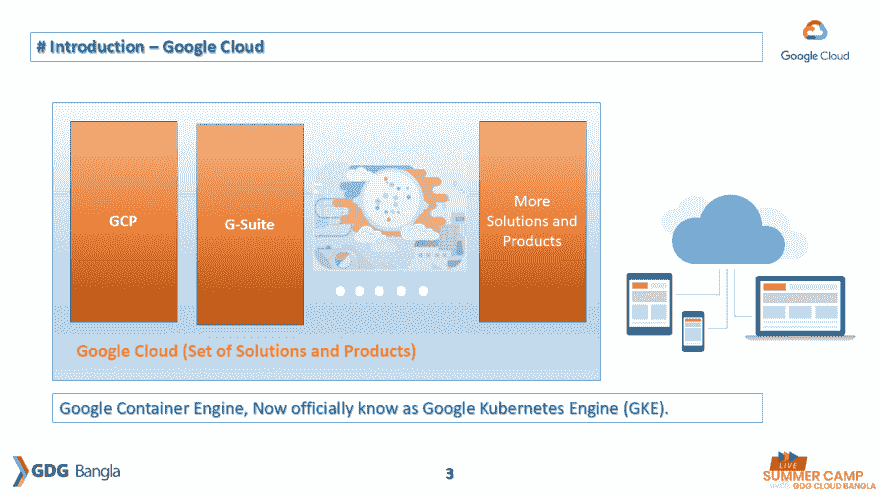 # Introduction – Google Cloud
Google Cloud
GCP
G-Suite
More
Solutions and
Products
Google Cloud (Set of Solutions and Products)
Google Container Engine, Now officially know as Google Kubernetes Engine (GKE).
GDG Bangla
3
LIVE
SUMMER CAMP
GDG CLOUD BANGLA